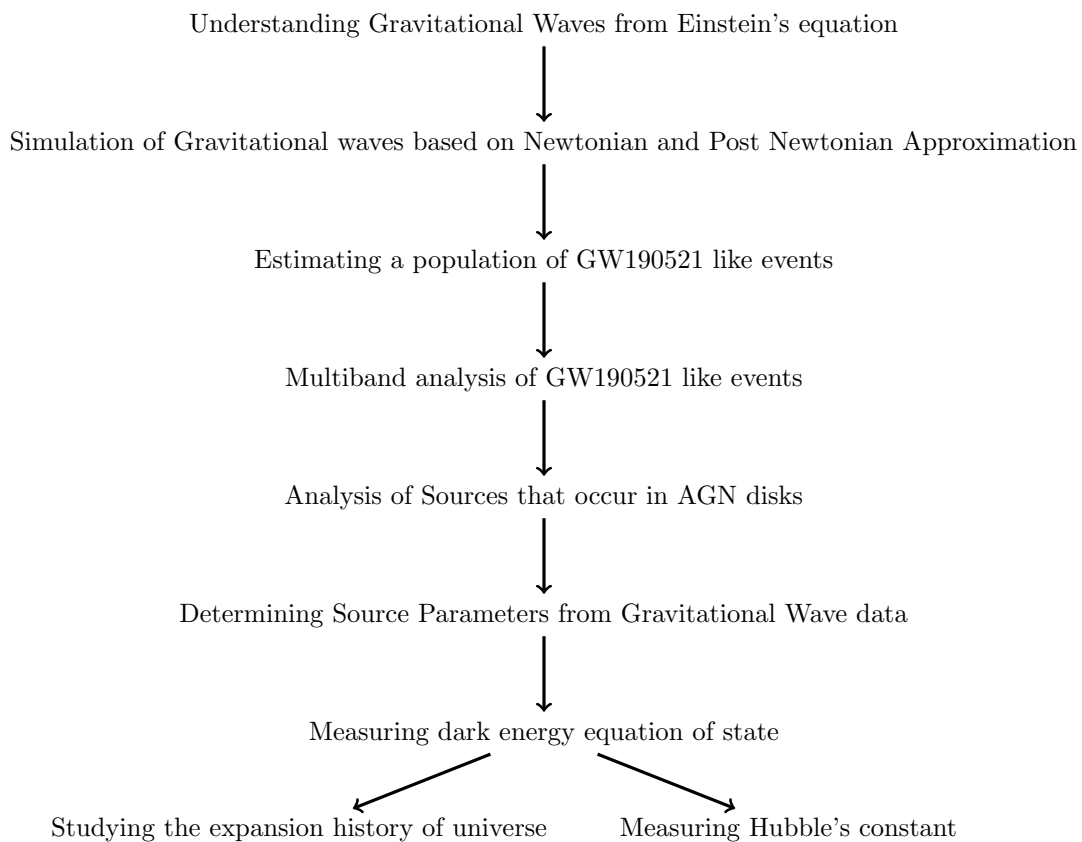 Understanding Gravitational Waves from Einstein's equation
Simulation of Gravitational waves based on Newtonian and Post Newtonian Approximation
Estimating a population of GW190521 like events
Multiband analysis of GW190521 like events
Analysis of Sources that occur in AGN disks
Determining Source Parameters from Gravitational Wave data
Measuring dark energy equation of state
Studying the expansion history of universe
Measuring Hubble's constant